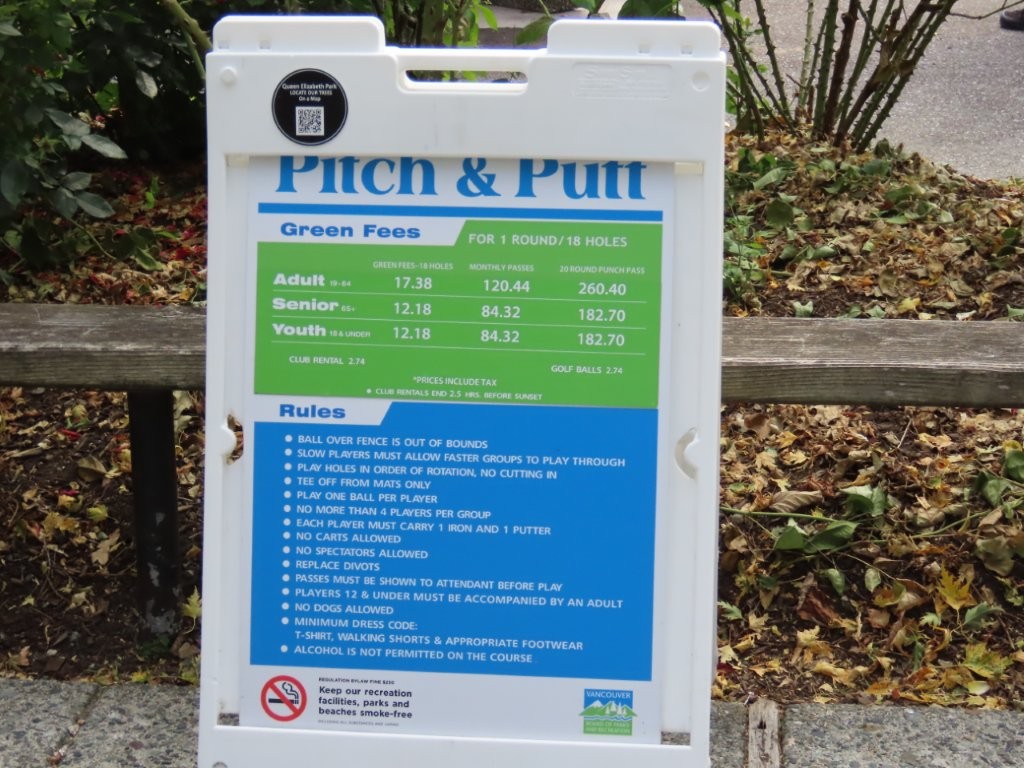 Queen Elizabeth Park
LOCATE OUR TREES
On a Map
Pitch & Putt
Green Fees
FOR 1 ROUND/18 HOLES
GREEN FEES-18 HOLES MONTHLY PASSES 20 ROUND PUNCH PASS
Adult 19-64 17.38 120.44 260.40
Senior 65+ 12.18 84.32 182.70
Youth 18 & UNDER 12.18 84.32 182.70
CLUB RENTAL 2.74 GOLF BALLS 2.74
*PRICES INCLUDE TAX
• CLUB RENTALS END 2.5 HRS. BEFORE SUNSET
Rules
• BALL OVER FENCE IS OUT OF BOUNDS
• SLOW PLAYERS MUST ALLOW FASTER GROUPS TO PLAY THROUGH
• PLAY HOLES IN ORDER OF ROTATION, NO CUTTING IN
• TEE OFF FROM MATS ONLY
• PLAY ONE BALL PER PLAYER
• NO MORE THAN 4 PLAYERS PER GROUP
• EACH PLAYER MUST CARRY 1 IRON AND 1 PUTTER
• NO CARTS ALLOWED
• NO SPECTATORS ALLOWED
• REPLACE DIVOTS
• PASSES MUST BE SHOWN TO ATTENDANT BEFORE PLAY
• PLAYERS 12 & UNDER MUST BE ACCOMPANIED BY AN ADULT
• NO DOGS ALLOWED
• MINIMUM DRESS CODE:
T-SHIRT, WALKING SHORTS & APPROPRIATE FOOTWEAR
• ALCOHOL IS NOT PERMITTED ON THE COURSE
REGULATION BYLAW FINE $250
Keep our recreation
facilities, parks and
beaches smoke-free
VANCOUVER
BOARD OF PARKS
AND RECREATION